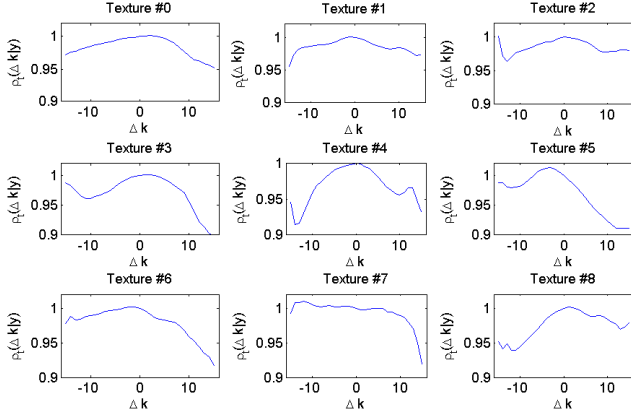 Texture #0
ρt(Δ k|y)
1
0.95
0.9
-10 0 10
Δ k
Texture #1
ρt(Δ k|y)
1
0.95
0.9
-10 0 10
Δ k
Texture #2
ρt(Δ k|y)
1
0.95
0.9
-10 0 10
Δ k
Texture #3
ρt(Δ k|y)
1
0.95
0.9
-10 0 10
Δ k
Texture #4
ρt(Δ k|y)
1
0.95
0.9
-10 0 10
Δ k
Texture #5
ρt(Δ k|y)
1
0.95
0.9
-10 0 10
Δ k
Texture #6
ρt(Δ k|y)
1
0.95
0.9
-10 0 10
Δ k
Texture #7
ρt(Δ k|y)
1
0.95
0.9
-10 0 10
Δ k
Texture #8
ρt(Δ k|y)
1
0.95
0.9
-10 0 10
Δ k